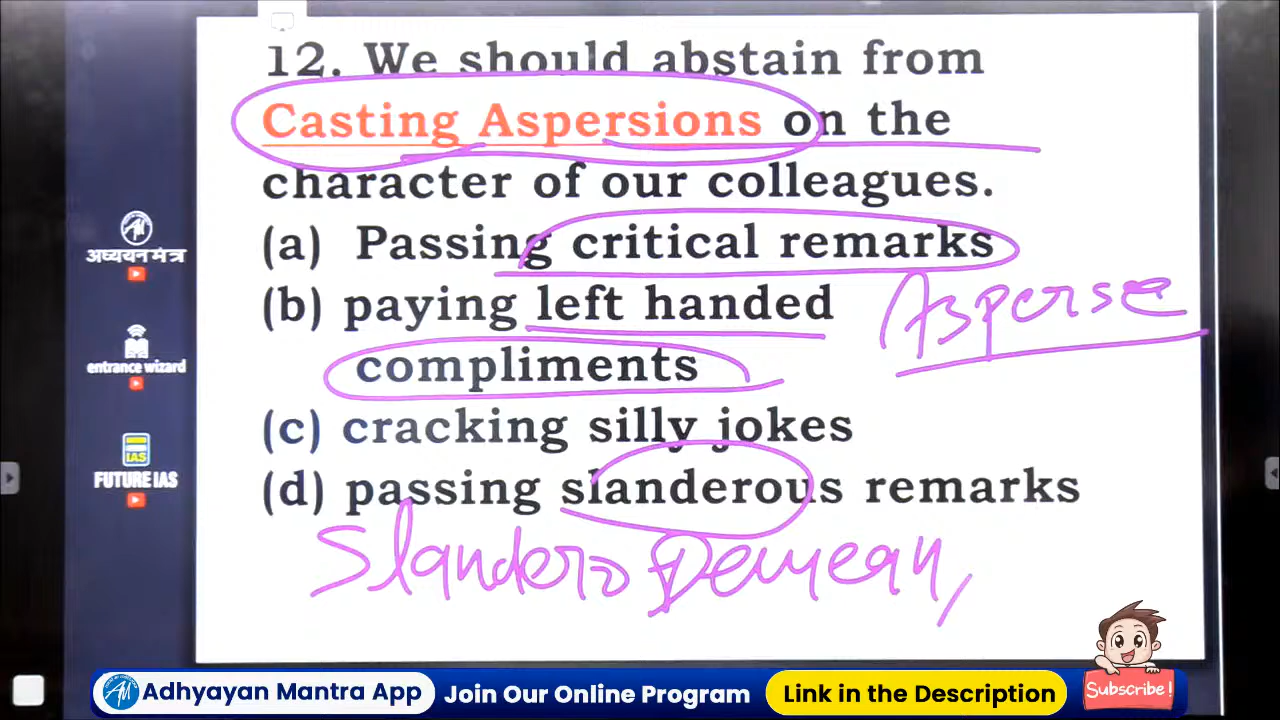 12. We should abstain from
Casting Aspersions on the
character of our colleagues.
(a) Passing critical remarks
(b) paying left handed
compliments
(c) cracking silly jokes
(d) passing slanderous remarks
Asperse
Slander → Demean,
अध्ययन मंत्र
entrance wizard
IAS
FUTURE IAS
Adhyayan Mantra App
Join Our Online Program
Link in the Description
Subscribe!